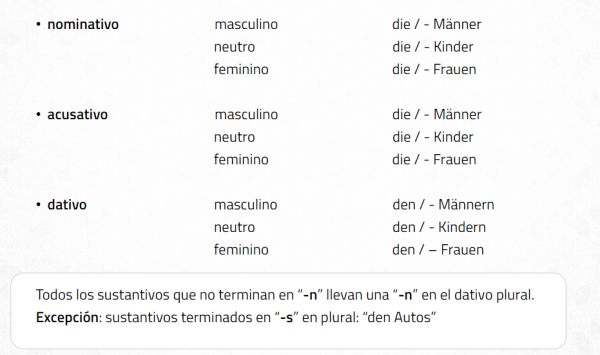 • nominativo masculino die / - Männer
neutro die / - Kinder
feminino die / - Frauen
• acusativo masculino die / - Männer
neutro die / - Kinder
feminino die / - Frauen
• dativo masculino den / - Männern
neutro den / - Kindern
feminino den / – Frauen
Todos los sustantivos que no terminan en “-n” llevan una “-n” en el dativo plural.
Excepción: sustantivos terminados en “-s” en plural: “den Autos”